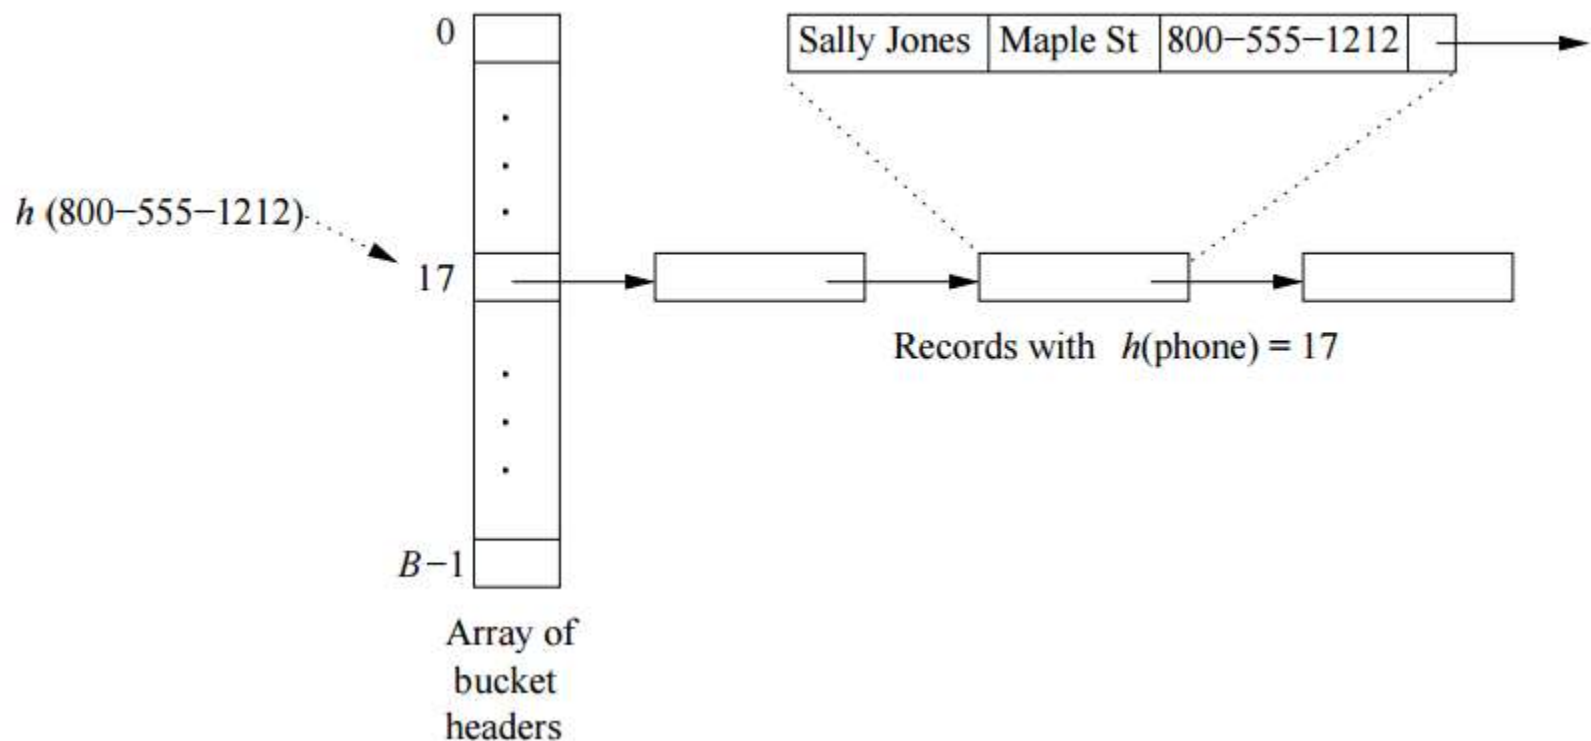 0
Sally Jones Maple St 800−555−1212
h (800−555−1212)
17
Records with h(phone) = 17
B−1
Array of
bucket
headers